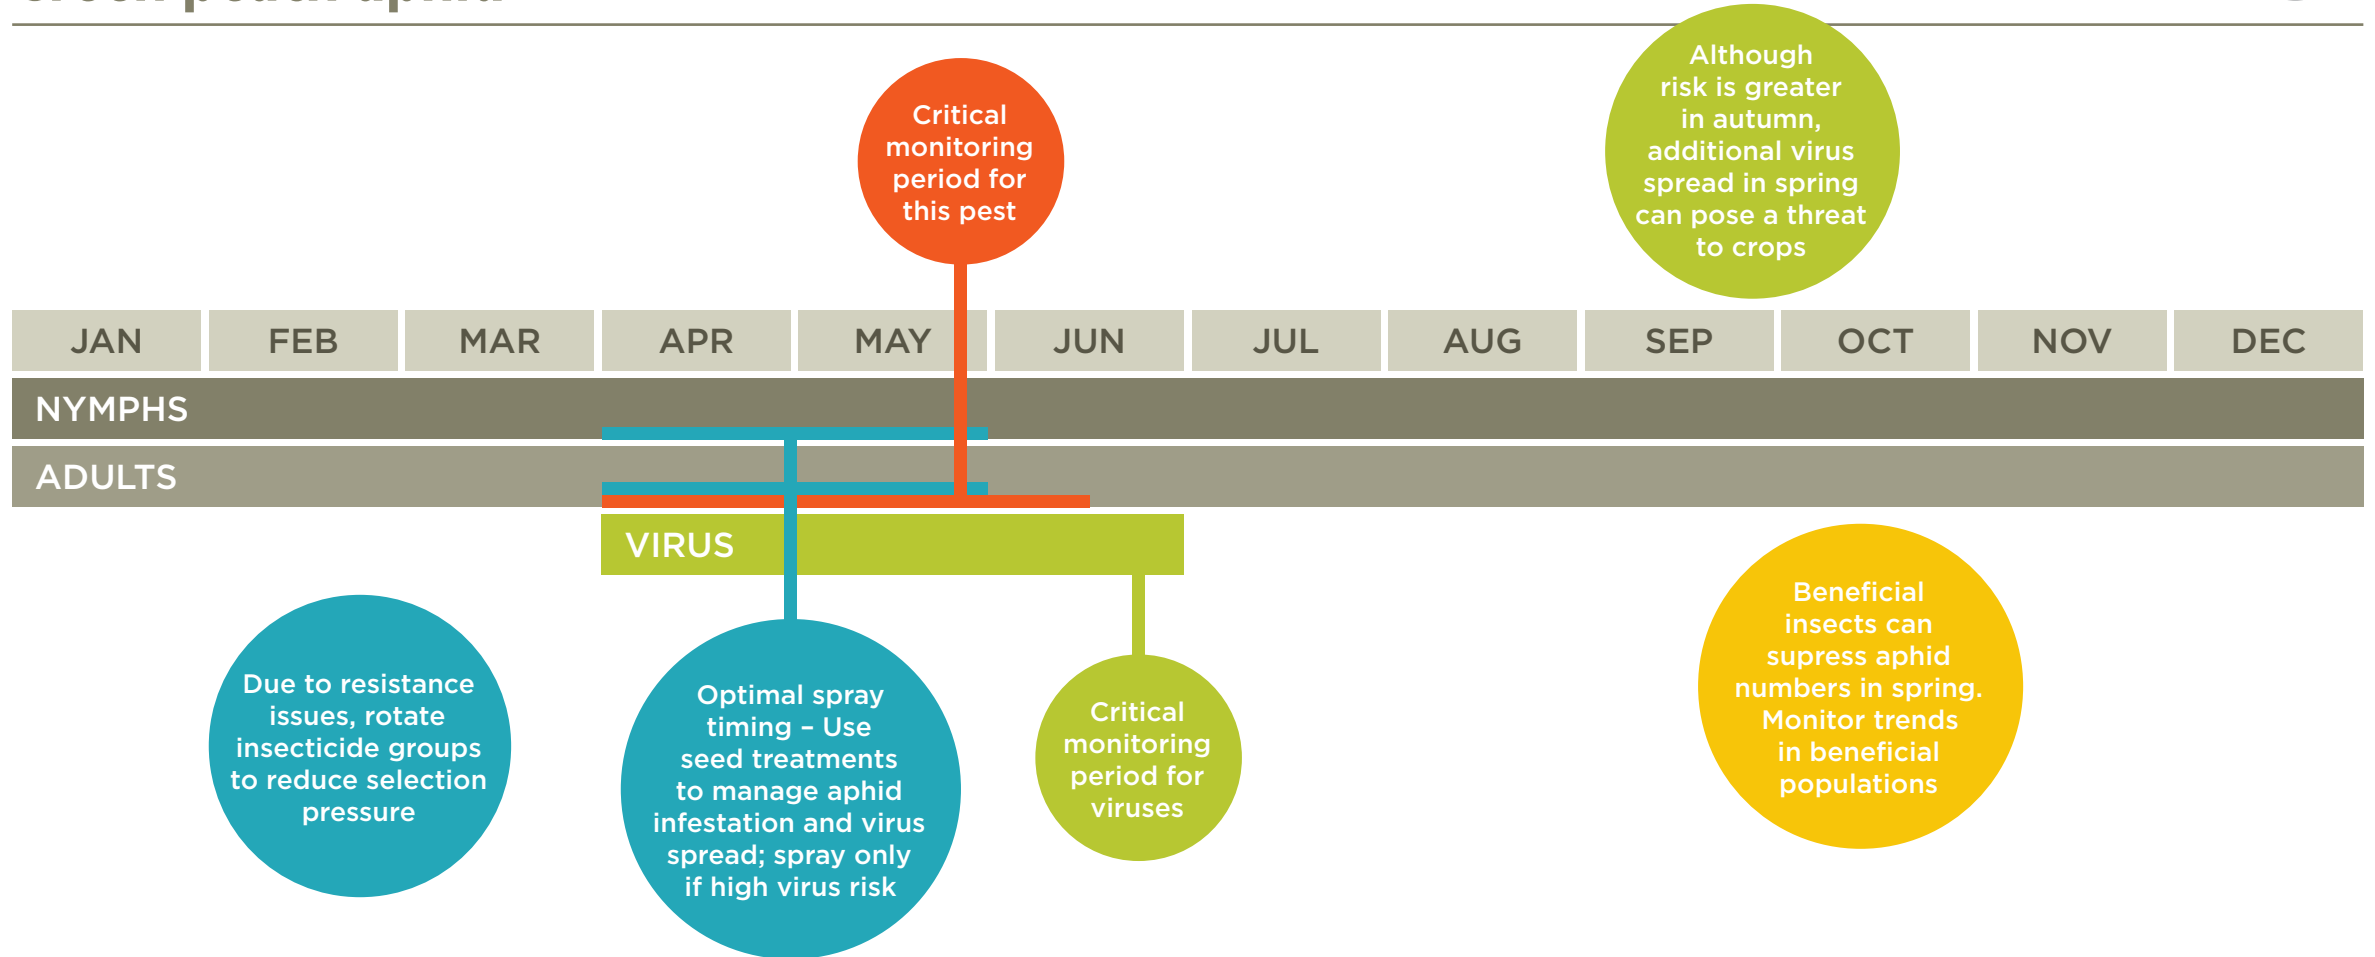 Green peach aphid
Critical
monitoring
period for
this pest
Although
risk is greater
in autumn,
additional virus
spread in spring
can pose a threat
to crops
JAN FEB MAR APR MAY JUN JUL AUG SEP OCT NOV DEC
NYMPHS
ADULTS
VIRUS
Due to resistance
issues, rotate
insecticide groups
to reduce selection
pressure
Optimal spray
timing – Use
seed treatments
to manage aphid
infestation and virus
spread; spray only
if high virus risk
Critical
monitoring
period for
viruses
Beneficial
insects can
supress aphid
numbers in spring.
Monitor trends
in beneficial
populations